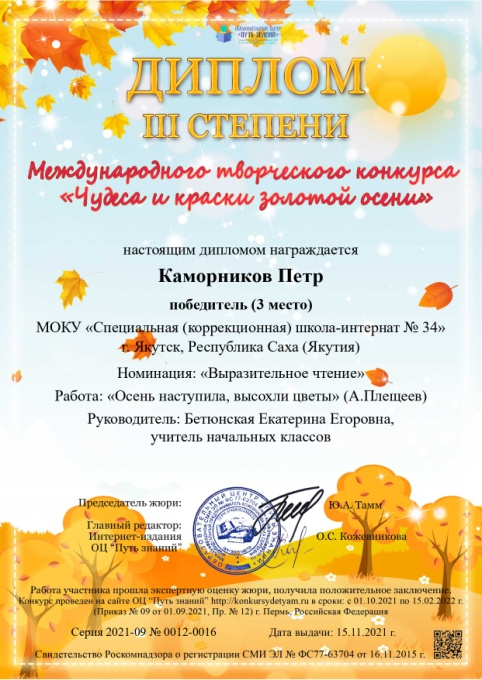 ОБРАЗОВАТЕЛЬНЫЙ ЦЕНТР
«ПУТЬ ЗНАНИЙ»
ДИПЛОМ
III СТЕПЕНИ
Международного творческого конкурса
«Чудеса и краски золотой осени»
настоящим дипломом награждается
Каморников Петр
победитель (3 место)
МОКУ «Специальная (коррекционная) школа-интернат № 34»
г. Якутск, Республика Саха (Якутия)
Номинация: «Выразительное чтение»
Работа: «Осень наступила, высохли цветы» (А.Плещеев)
Руководитель: Бетюнская Екатерина Егоровна,
учитель начальных классов
Председатель жюри: Ю.А. Тамм
Главный редактор:
Интернет-издания О.С. Кожевникова
ОЦ "Путь знаний"
Работа участника прошла экспертную оценку жюри, получила положительное заключение.
Конкурс проведен на сайте ОЦ "Путь знаний" http://konkursydetyam.ru в сроки: с 01.10.2021 по 15.02.2022 г.
(Приказ № 09 от 01.09.2021, Пр. № 12) г. Пермь, Российская Федерация
Серия 2021-09 № 0012-0016 Дата выдачи: 15.11.2021 г.
Свидетельство Роскомнадзора о регистрации СМИ ЭЛ № ФС77-63704 от 16.11.2015 г.